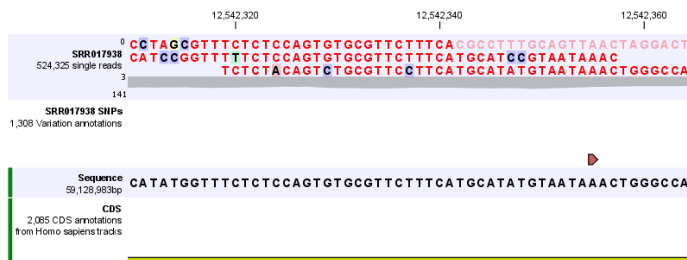 12,542,320 12,542,340 12,542,360
0
CCTAGCGTTTCTCTCCAGTGTGCGTTCTTTCACGCCTTTGCAGTTAACTAGGACT
SRR017938
CATCCGGTTTTTCTCCAGTGTGCGTTCTTTCATGCATCCGTAATAAAC
524,325 single reads
TCTCTACAGTCTGCGTTCCTTCATGCATATGTAATAAACTGGGCCA
3
141
SRR017938 SNPs
1,308 Variation annotations
Sequence
CATATGGTTTCTCTCCAGTGTGCGTTCTTTCATGCATATGTAATAAACTGGGCCA
59,128,983bp
CDS
2,085 CDS annotations
from Homo sapiens tracks